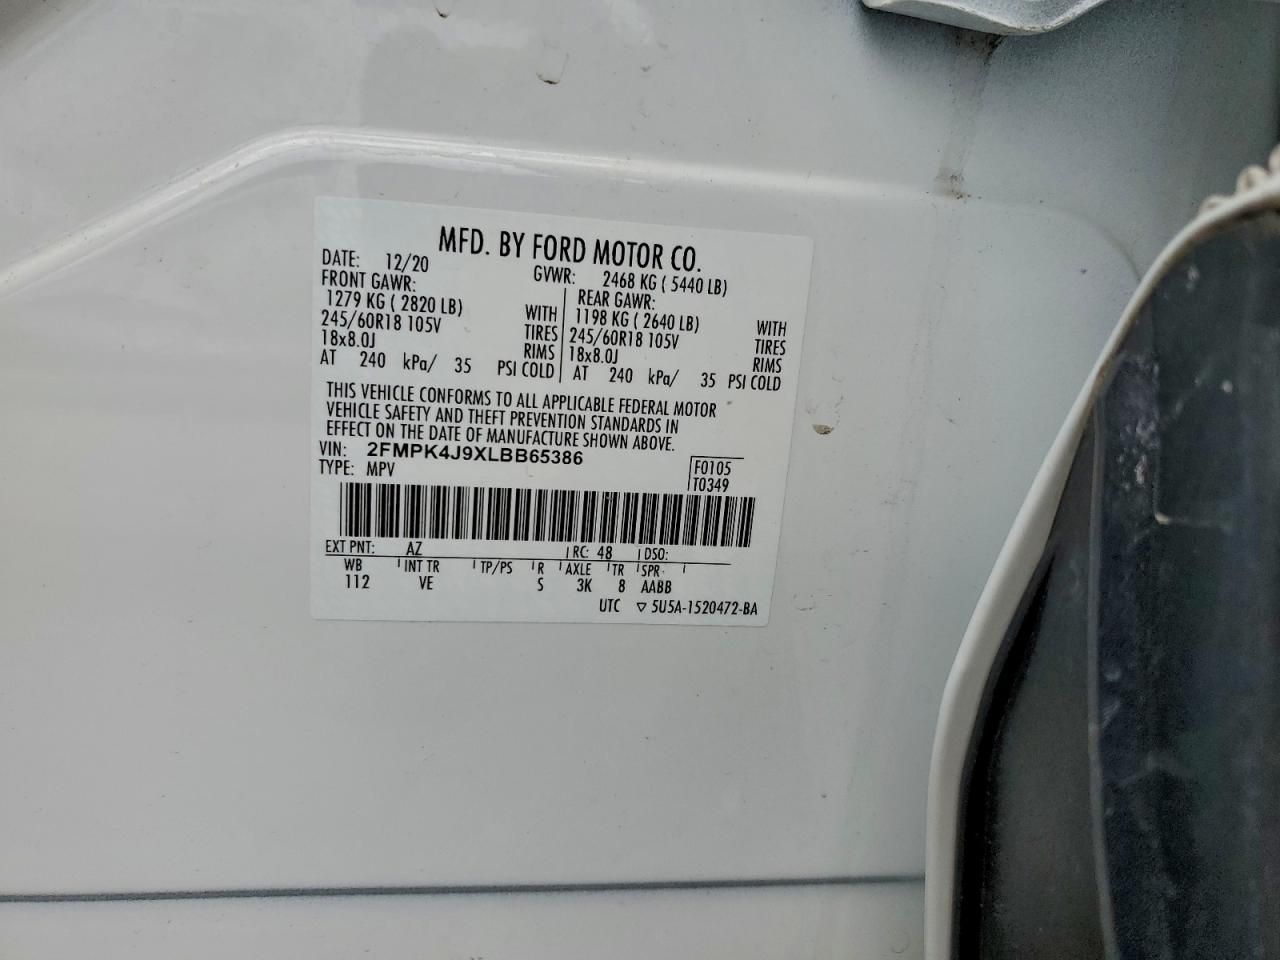 MFD. BY FORD MOTOR CO.
DATE: 12/20 GVWR: 2468 KG ( 5440 LB)
FRONT GAWR: REAR GAWR:
1279 KG ( 2820 LB) WITH 1198 KG ( 2640 LB) WITH
245/60R18 105V TIRES 245/60R18 105V TIRES
18x8.0J RIMS 18x8.0J RIMS
AT 240 kPa/ 35 PSI COLD AT 240 kPa/ 35 PSI COLD
THIS VEHICLE CONFORMS TO ALL APPLICABLE FEDERAL MOTOR
VEHICLE SAFETY AND THEFT PREVENTION STANDARDS IN
EFFECT ON THE DATE OF MANUFACTURE SHOWN ABOVE.
VIN: 2FMPK4J9XLBB65386 F0105
TYPE: MPV T0349
EXT PNT: AZ RC: 48 DSO:
WB INT TR TP/PS R AXLE TR SPR
112 VE S 3K 8 AABB
UTC ▽ 5U5A-1520472-BA